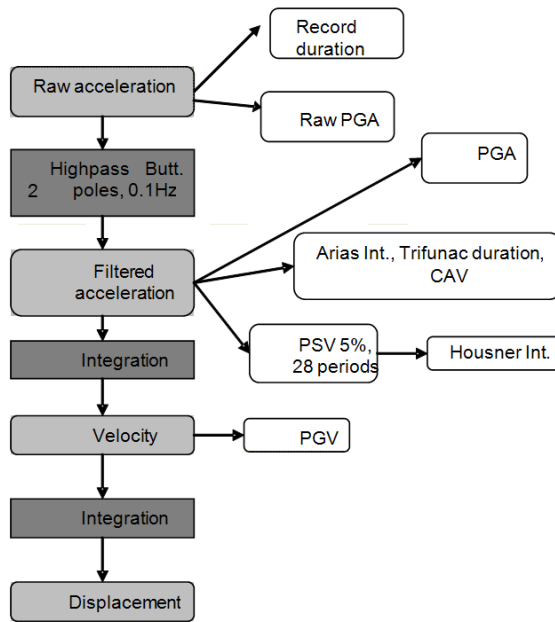 Record
duration
Raw acceleration
Raw PGA
Highpass Butt.
2 poles, 0.1Hz
PGA
Filtered
acceleration
Arias Int., Trifunac duration,
CAV
PSV 5%,
28 periods
Housner Int.
Integration
Velocity
PGV
Integration
Displacement